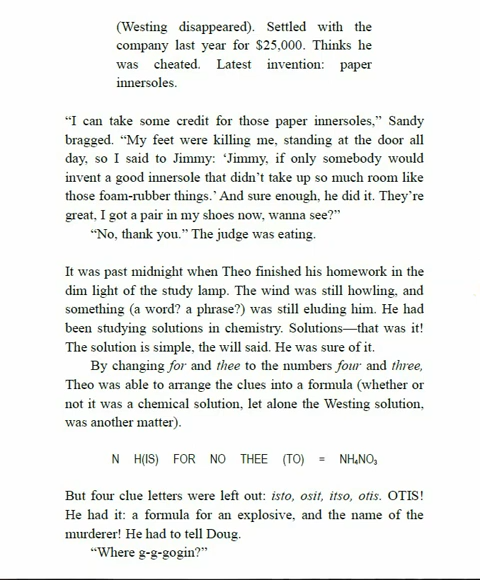 (Westing disappeared). Settled with the
company last year for $25,000. Thinks he
was cheated. Latest invention: paper
innersoles.
“I can take some credit for those paper innersoles,” Sandy
bragged. “My feet were killing me, standing at the door all
day, so I said to Jimmy: ‘Jimmy, if only somebody would
invent a good innersole that didn’t take up so much room like
those foam-rubber things.’ And sure enough, he did it. They’re
great, I got a pair in my shoes now, wanna see?”
“No, thank you.” The judge was eating.
It was past midnight when Theo finished his homework in the
dim light of the study lamp. The wind was still howling, and
something (a word? a phrase?) was still eluding him. He had
been studying solutions in chemistry. Solutions—that was it!
The solution is simple, the will said. He was sure of it.
By changing for and thee to the numbers four and three,
Theo was able to arrange the clues into a formula (whether or
not it was a chemical solution, let alone the Westing solution,
was another matter).
N H(IS) FOR NO THEE (TO) = NH₄NO₃
But four clue letters were left out: isto, osit, itso, otis. OTIS!
He had it: a formula for an explosive, and the name of the
murderer! He had to tell Doug.
“Where g-g-gogin?”